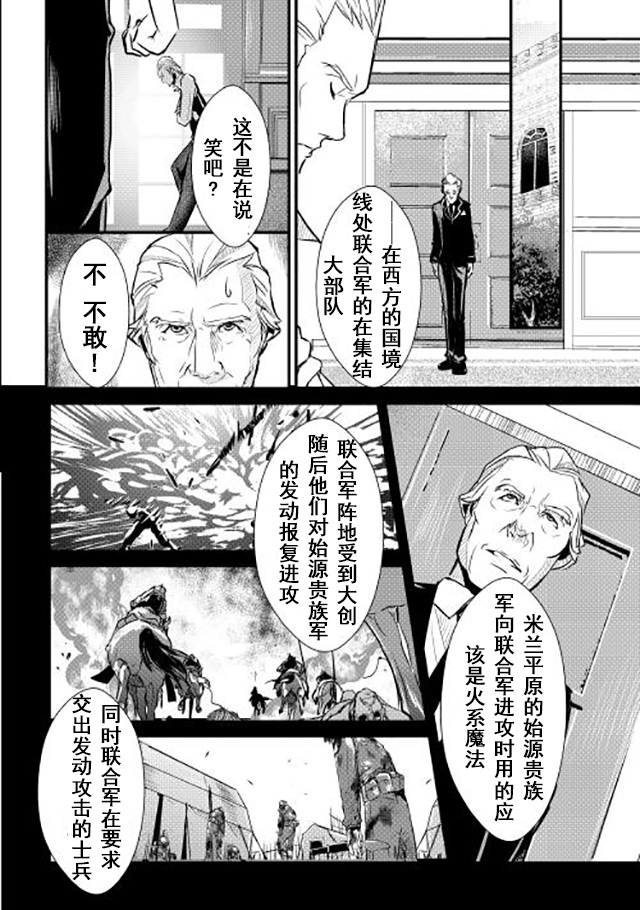 ——在西方的国境
线处联合军的在集结
大部队
这不是在说
笑吧？
不 不敢！
米兰平原的始源贵族
军向联合军进攻时用的应
该是火系魔法
联合军阵地受到大创
随后他们对始源贵族军
的发动报复进攻
同时联合军在要求
交出发动攻击的士兵